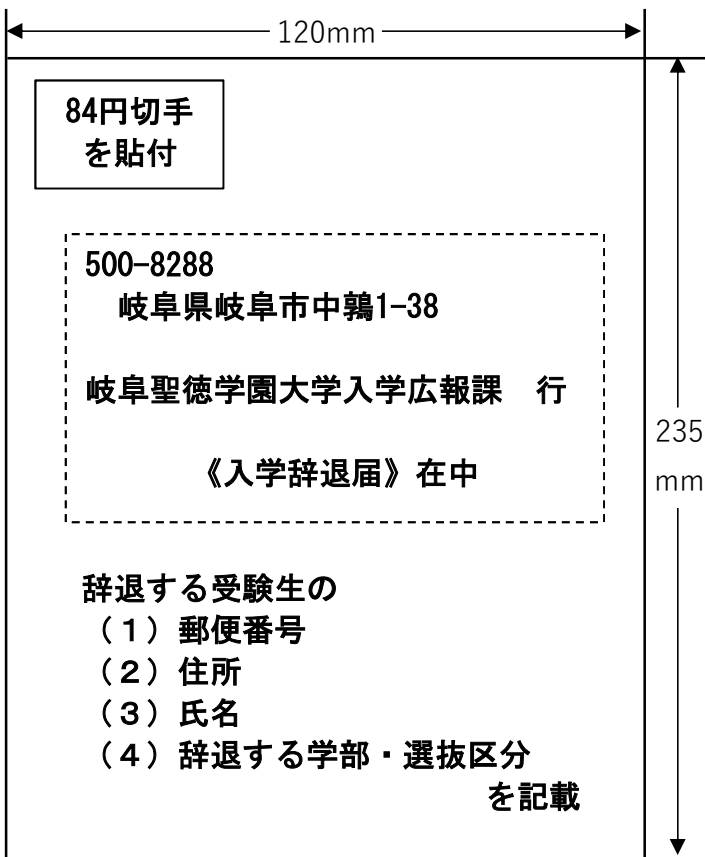 120mm
84円切手
を貼付
500-8288
岐阜県岐阜市中鶉1-38
岐阜聖徳学園大学入学広報課　行
《入学辞退届》在中
235
mm
辞退する受験生の
（１）郵便番号
（２）住所
（３）氏名
（４）辞退する学部・選抜区分
を記載